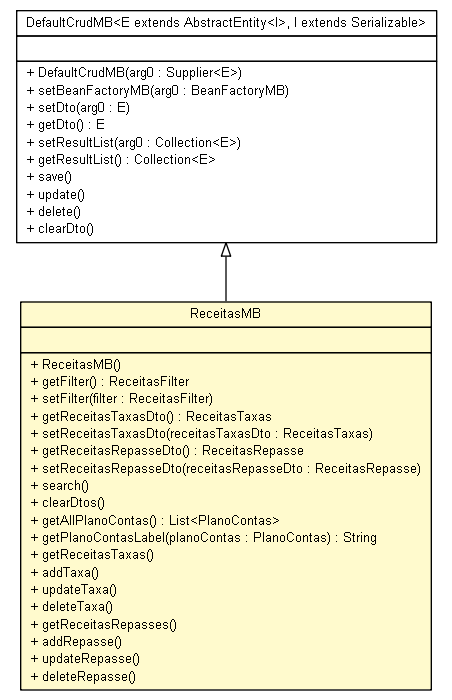 DefaultCrudMB<E extends AbstractEntity<I>, I extends Serializable>
+ DefaultCrudMB(arg0 : Supplier<E>)
+ setBeanFactoryMB(arg0 : BeanFactoryMB)
+ setDto(arg0 : E)
+ getDto() : E
+ setResultList(arg0 : Collection<E>)
+ getResultList() : Collection<E>
+ save()
+ update()
+ delete()
+ clearDto()
ReceitasMB
+ ReceitasMB()
+ getFilter() : ReceitasFilter
+ setFilter(filter : ReceitasFilter)
+ getReceitasTaxasDto() : ReceitasTaxas
+ setReceitasTaxasDto(receitasTaxasDto : ReceitasTaxas)
+ getReceitasRepasseDto() : ReceitasRepasse
+ setReceitasRepasseDto(receitasRepasseDto : ReceitasRepasse)
+ search()
+ clearDtos()
+ getAllPlanoContas() : List<PlanoContas>
+ getPlanoContasLabel(planoContas : PlanoContas) : String
+ getReceitasTaxas()
+ addTaxa()
+ updateTaxa()
+ deleteTaxa()
+ getReceitasRepasses()
+ addRepasse()
+ updateRepasse()
+ deleteRepasse()